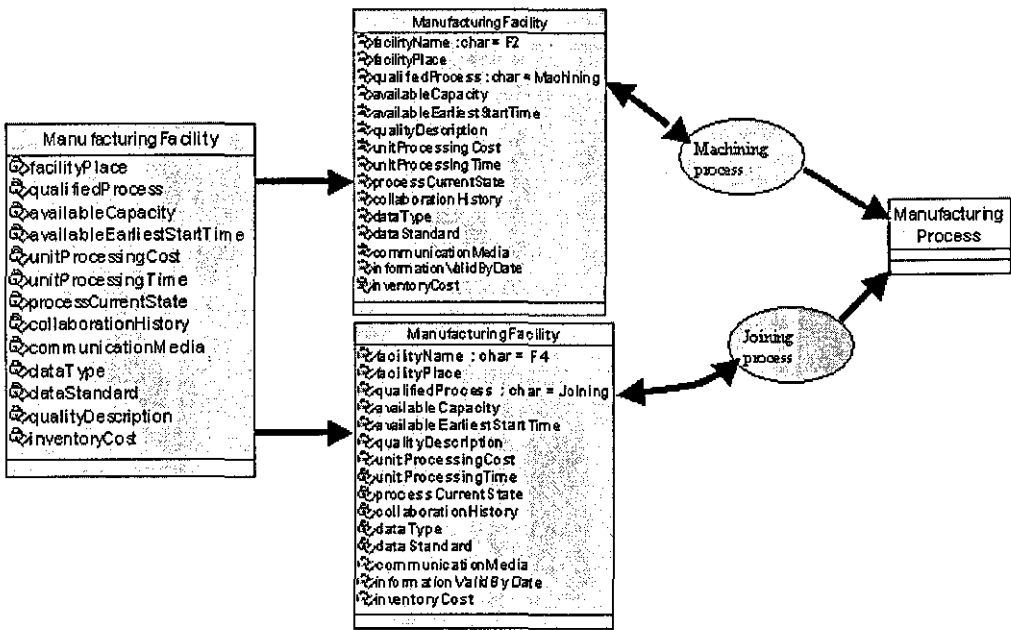 ManufacturingFacility
facilityPlace
qualifiedProcess
availableCapacity
availableEarliestStartTime
unitProcessingCost
unitProcessingTime
processCurrentState
collaborationHistory
communicationMedia
dataType
dataStandard
qualityDescription
inventoryCost
ManufacturingFacility
facilityName : char = F2
facilityPlace
qualifiedProcess : char = Machining
availableCapacity
availableEarliestStartTime
qualityDescription
unitProcessingCost
unitProcessingTime
processCurrentState
collaborationHistory
dataType
dataStandard
communicationMedia
informationValidByDate
inventoryCost
ManufacturingFacility
facilityName : char = F4
facilityPlace
qualifiedProcess : char = Joining
availableCapacity
availableEarliestStartTime
qualityDescription
unitProcessingCost
unitProcessingTime
processCurrentState
collaborationHistory
dataType
dataStandard
communicationMedia
informationValidByDate
inventoryCost
Machining
process
Joining
process
Manufacturing
Process